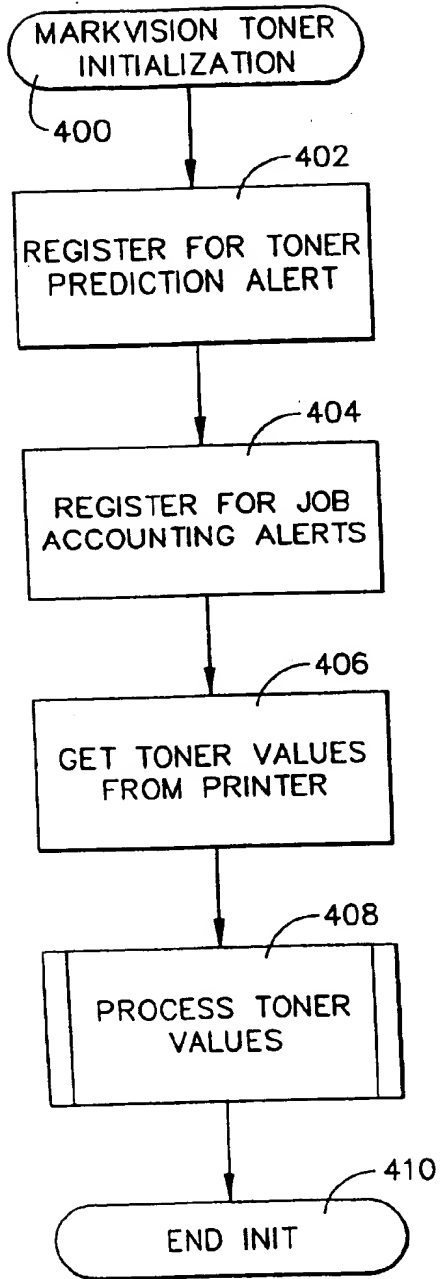 MARKVISION TONER
INITIALIZATION
400
402
REGISTER FOR TONER
PREDICTION ALERT
404
REGISTER FOR JOB
ACCOUNTING ALERTS
406
GET TONER VALUES
FROM PRINTER
408
PROCESS TONER
VALUES
410
END INIT